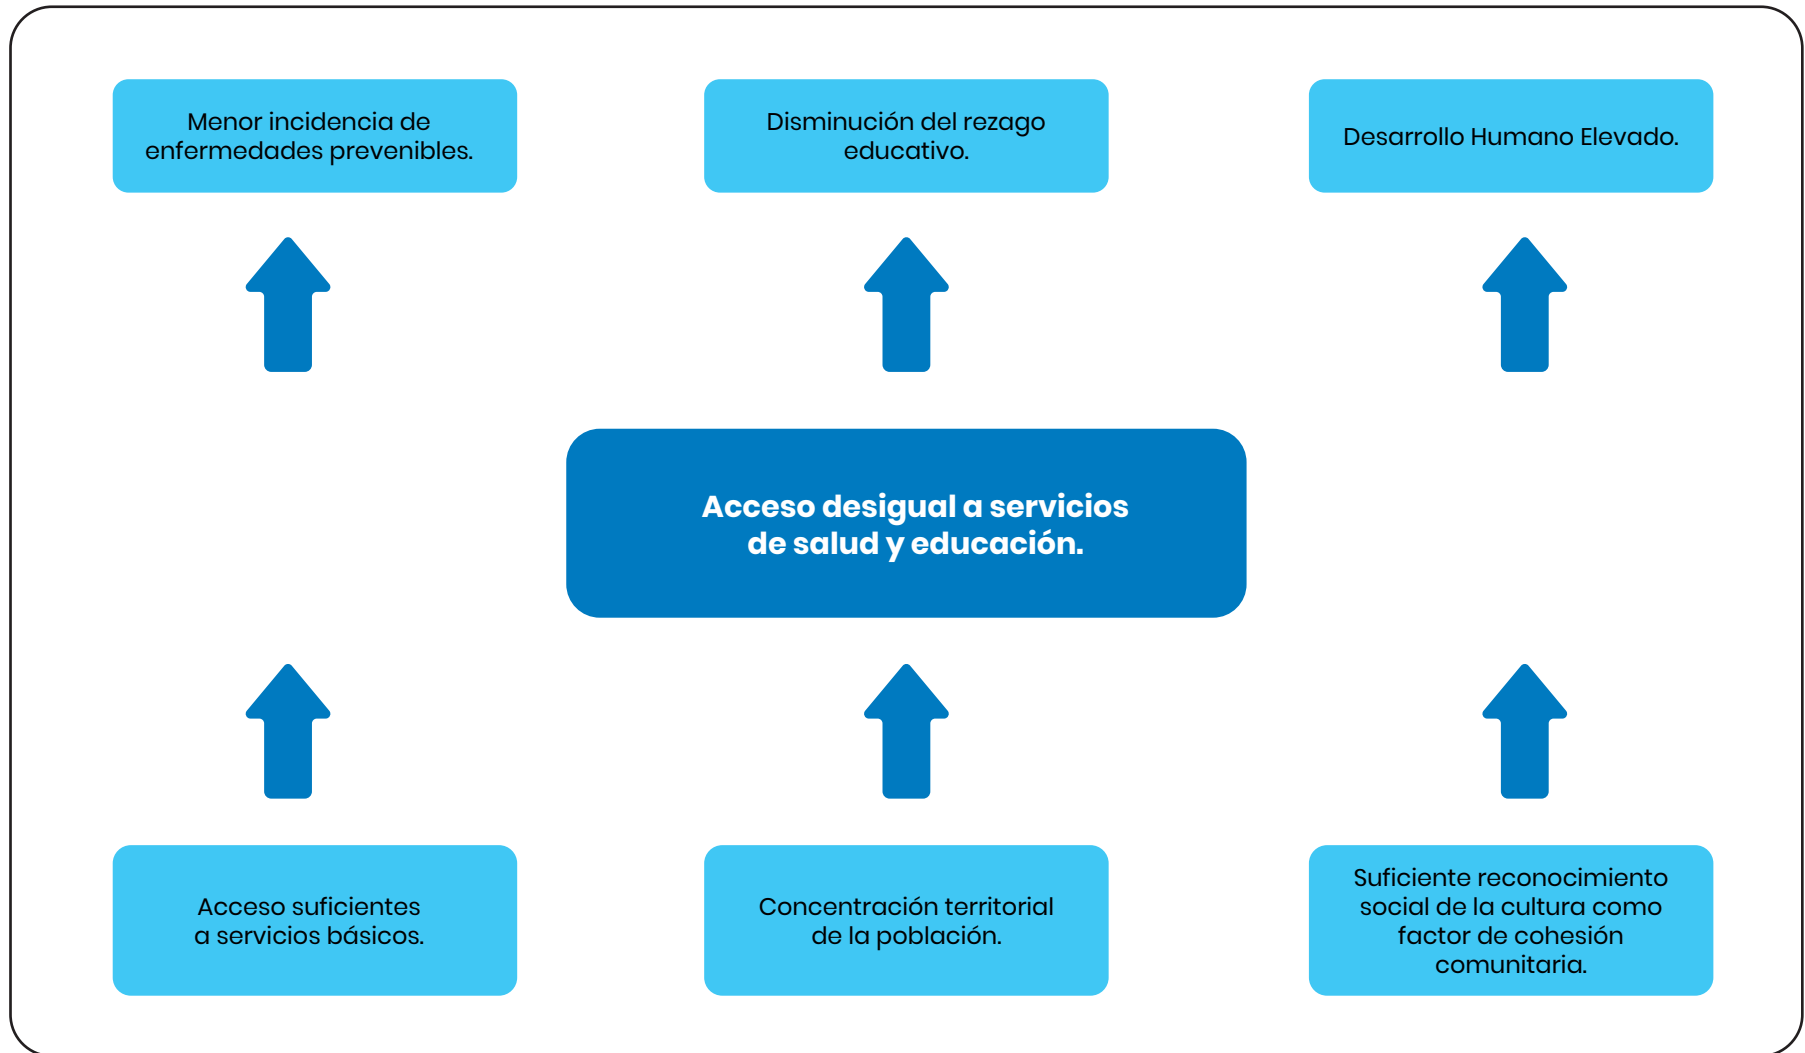 Menor incidencia de
enfermedades prevenibles.
Disminución del rezago
educativo.
Desarrollo Humano Elevado.
Acceso desigual a servicios
de salud y educación.
Acceso suficientes
a servicios básicos.
Concentración territorial
de la población.
Suficiente reconocimiento
social de la cultura como
factor de cohesión
comunitaria.